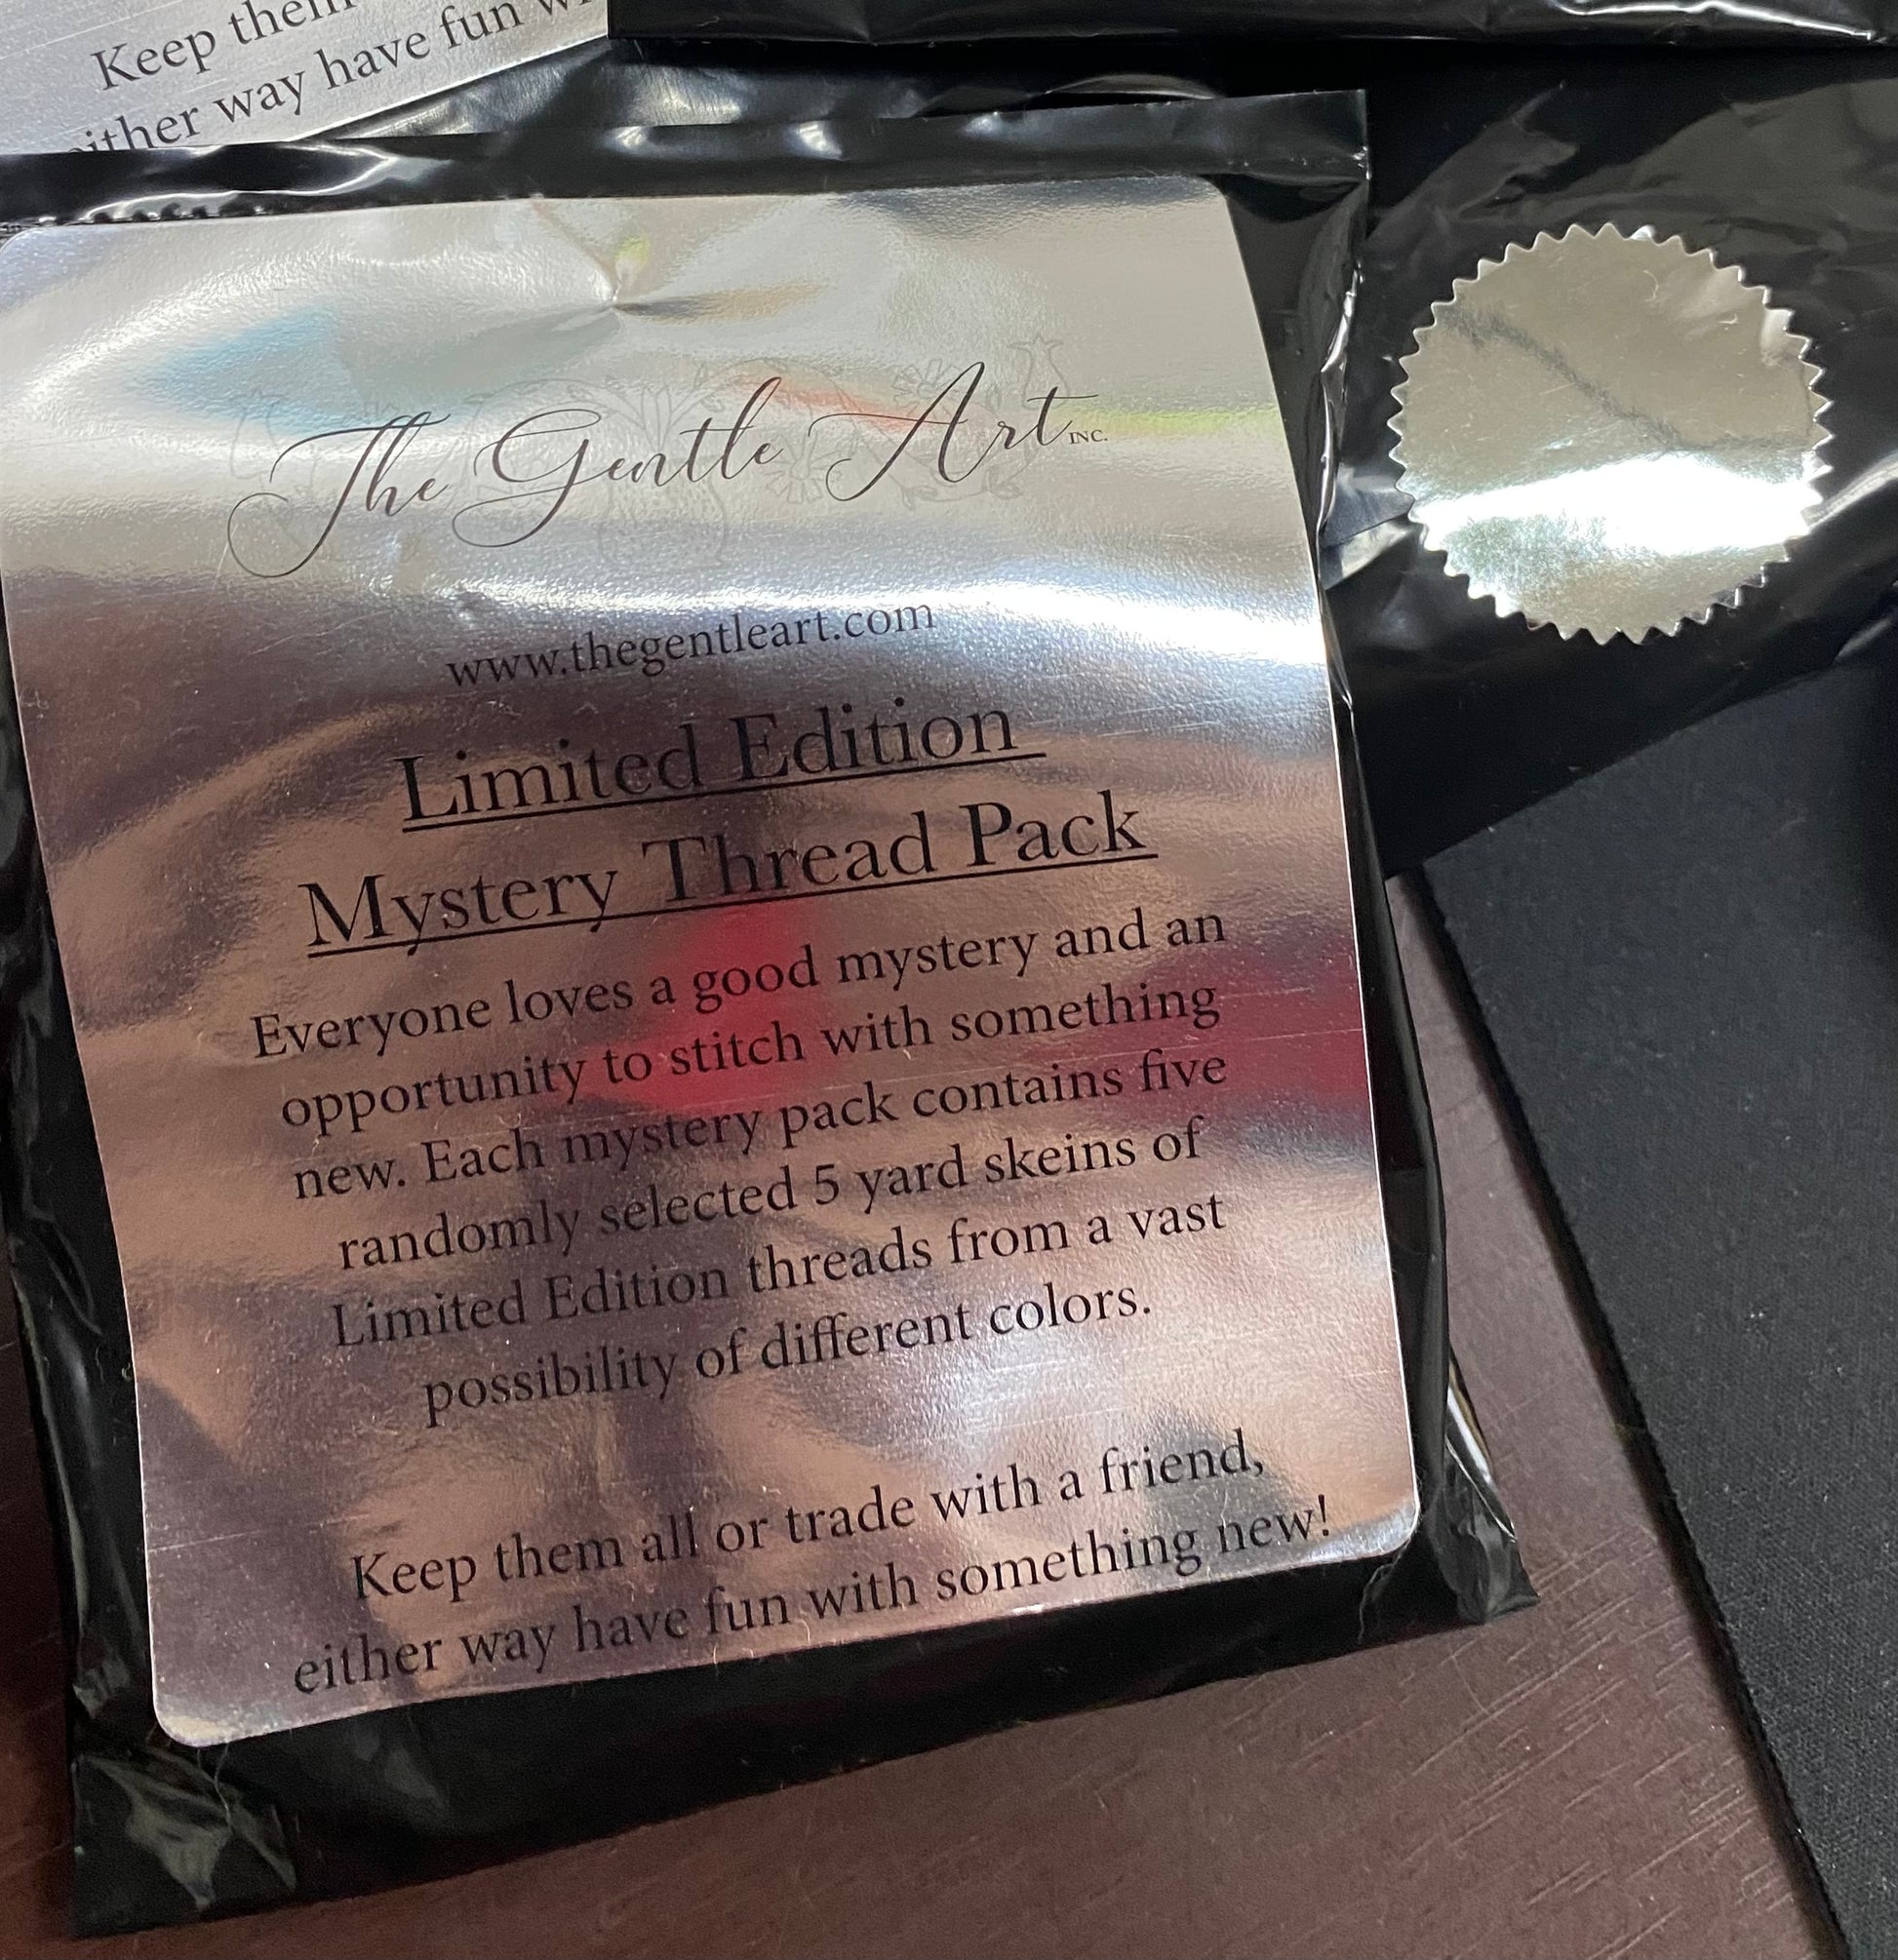 Keep them
either way have fun
The Gentle Art INC.
www.thegentleart.com
Limited Edition
Mystery Thread Pack
Everyone loves a good mystery and an
opportunity to stitch with something
new. Each mystery pack contains five
randomly selected 5 yard skeins of
Limited Edition threads from a vast
possibility of different colors.
Keep them all or trade with a friend,
either way have fun with something new!